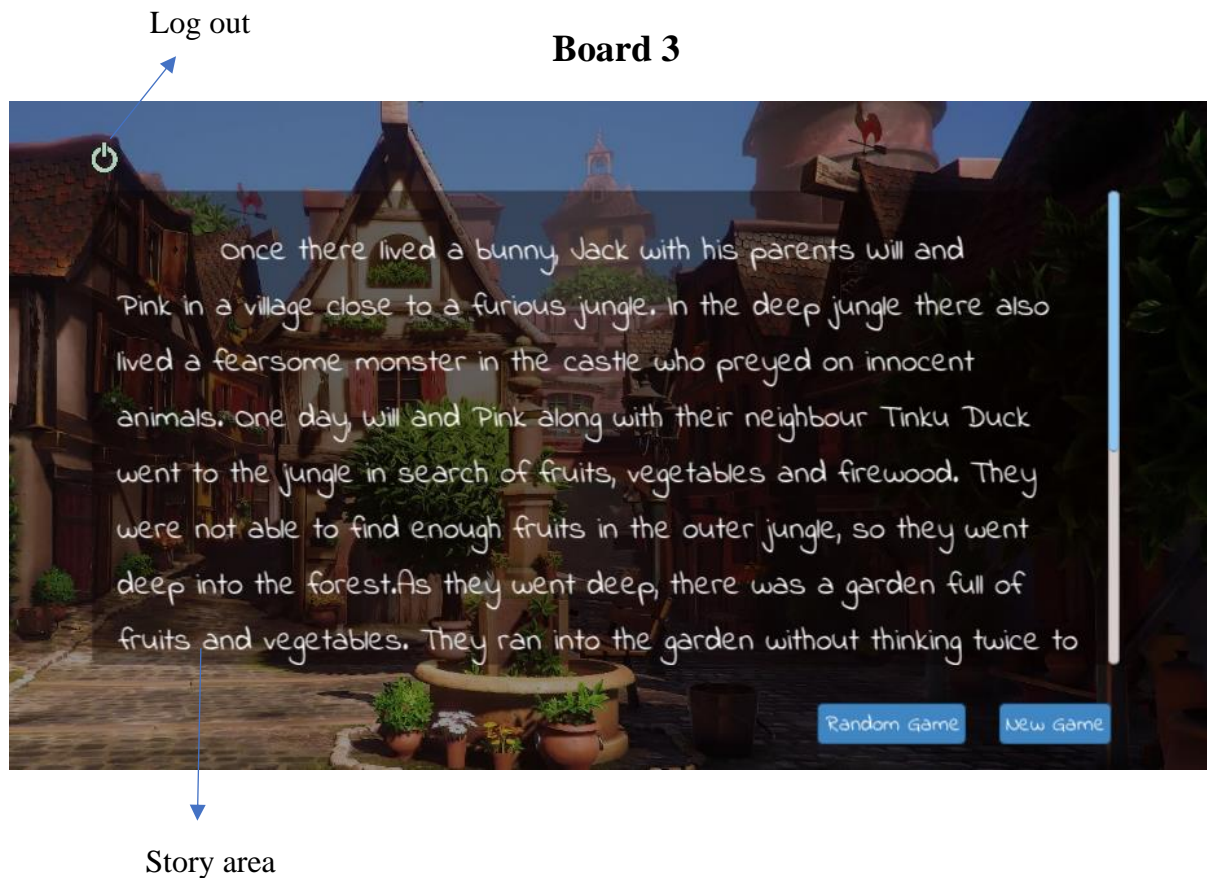 Log out
Board 3
Once there lived a bunny, Jack with his parents Will and
Pink in a village close to a furious jungle. In the deep jungle there also
lived a fearsome monster in the castle who preyed on innocent
animals. One day, Will and Pink along with their neighbour Tinku Duck
went to the jungle in search of fruits, vegetables and firewood. They
were not able to find enough fruits in the outer jungle, so they went
deep into the forest.As they went deep, there was a garden full of
fruits and vegetables. They ran into the garden without thinking twice to
Random Game
New Game
Story area